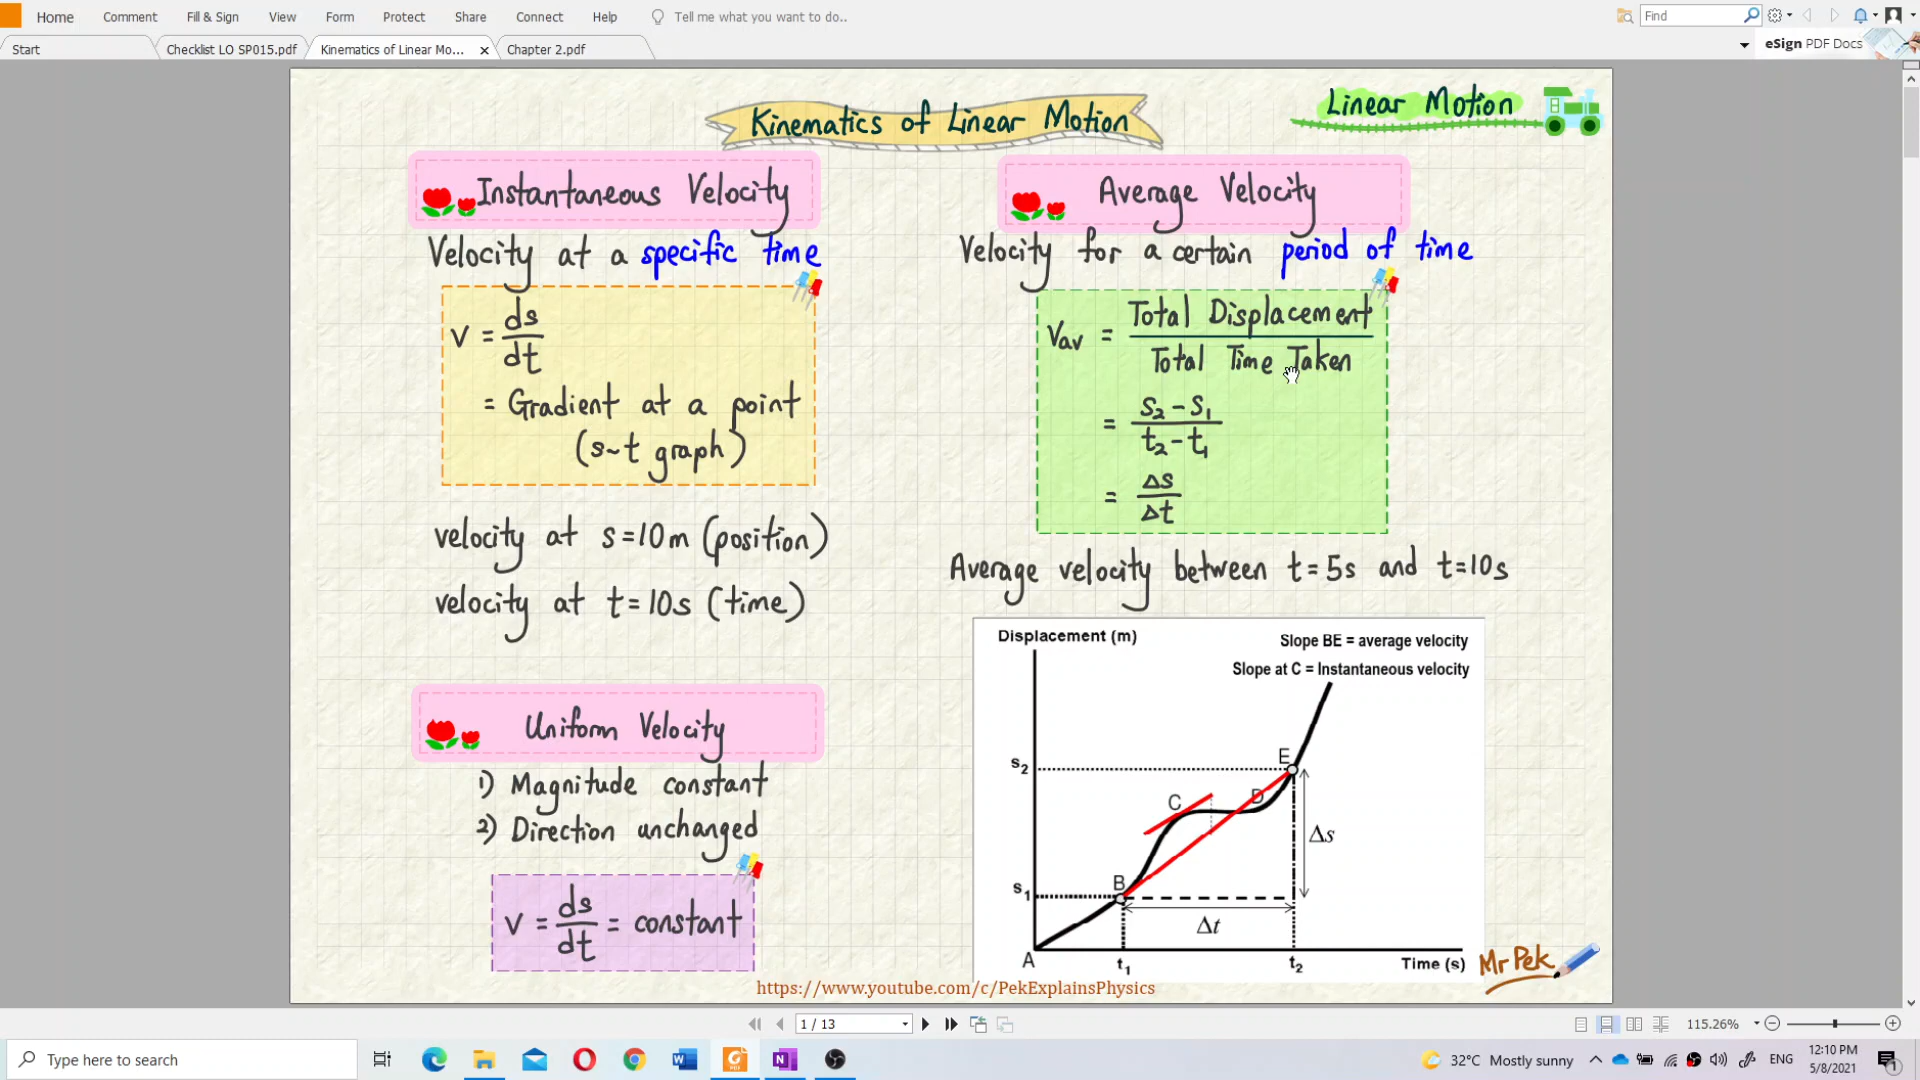 Home Comment Fill & Sign View Form Protect Share Connect Help Tell me what you want to do.. Find
Start Checklist LO SP015.pdf Kinematics of Linear Mo... × Chapter 2.pdf eSign PDF Docs
Kinematics of Linear Motion
Linear Motion
Instantaneous Velocity
Velocity at a specific time
v = ds/dt
= Gradient at a point
(s~t graph)
velocity at s=10m (position)
velocity at t=10s (time)
Uniform Velocity
1) Magnitude constant
2) Direction unchanged
v = ds/dt = constant
Average Velocity
Velocity for a certain period of time
Vav = Total Displacement / Total Time Taken
= s₂-s₁ / t₂-t₁
= Δs / Δt
Average velocity between t=5s and t=10s
Displacement (m)
Slope BE = average velocity
Slope at C = Instantaneous velocity
E
s₂
C
D
Δs
B
s₁
Δt
A
t₁
t₂
Time (s)
Mr Pek
https://www.youtube.com/c/PekExplainsPhysics
1 / 13
115.26%
Type here to search
PDF
N
W
32°C Mostly sunny
ENG
12:10 PM
5/8/2021
1